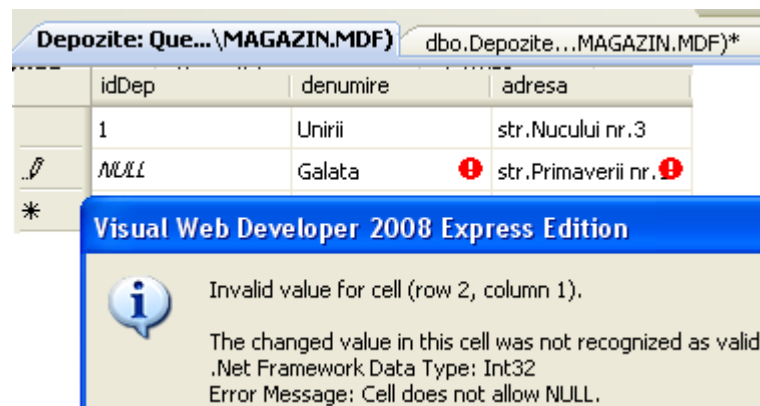 Depozite: Que...\MAGAZIN.MDF) dbo.Depozite...MAGAZIN.MDF)*
idDep denumire adresa
1 Unirii str.Nucului nr.3
NULL Galata str.Primaverii nr.
Visual Web Developer 2008 Express Edition
Invalid value for cell (row 2, column 1).
The changed value in this cell was not recognized as valid
.Net Framework Data Type: Int32
Error Message: Cell does not allow NULL.